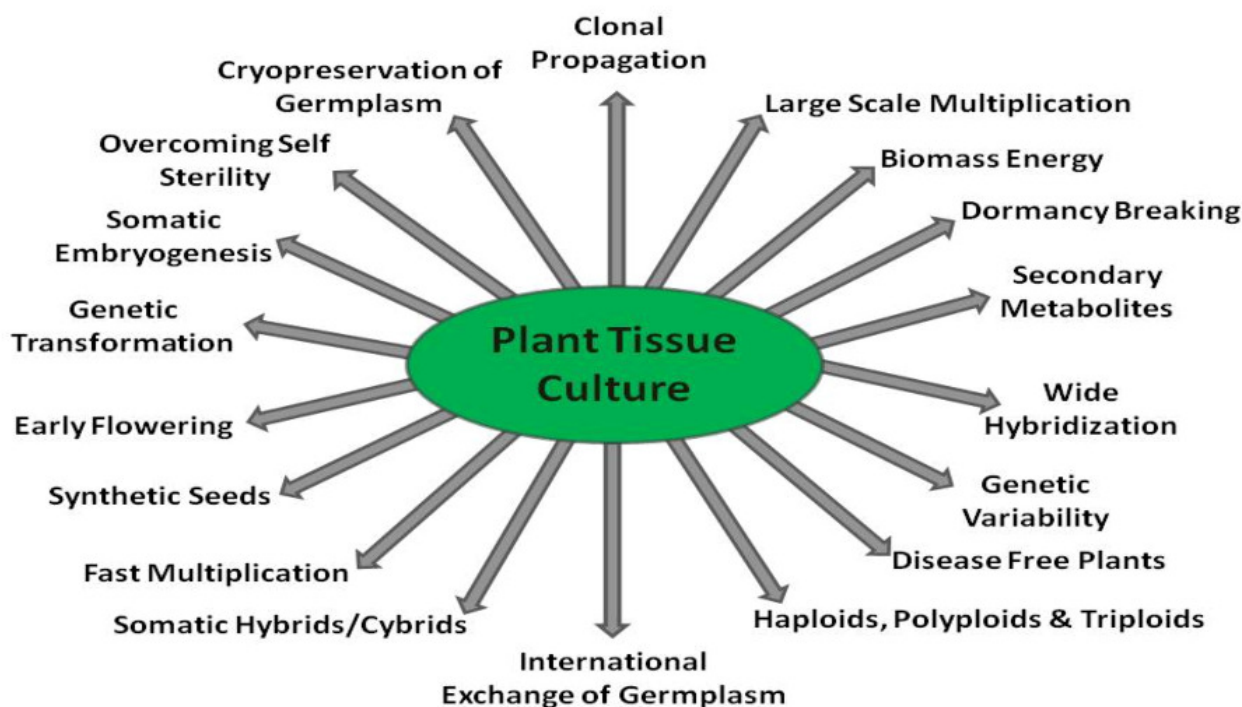 Clonal
Propagation
Large Scale Multiplication
Biomass Energy
Dormancy Breaking
Secondary
Metabolites
Wide
Hybridization
Genetic
Variability
Disease Free Plants
Haploids, Polyploids & Triploids
International
Exchange of Germplasm
Somatic Hybrids/Cybrids
Fast Multiplication
Synthetic Seeds
Early Flowering
Genetic
Transformation
Somatic
Embryogenesis
Overcoming Self
Sterility
Cryopreservation of
Germplasm
Plant Tissue
Culture